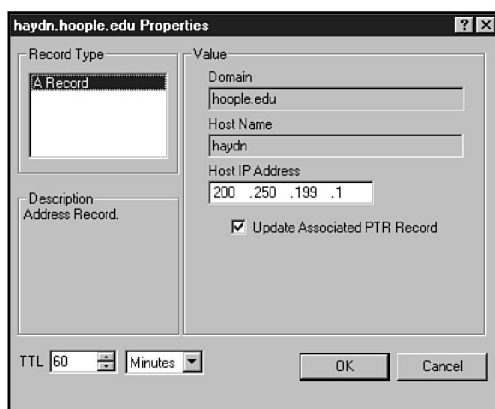 haydn.hoople.edu Properties
Record Type
A Record
Description
Address Record.
Value
Domain
hoople.edu
Host Name
haydn
Host IP Address
200 .250 .199 .1
Update Associated PTR Record
TTL 60 Minutes
OK Cancel